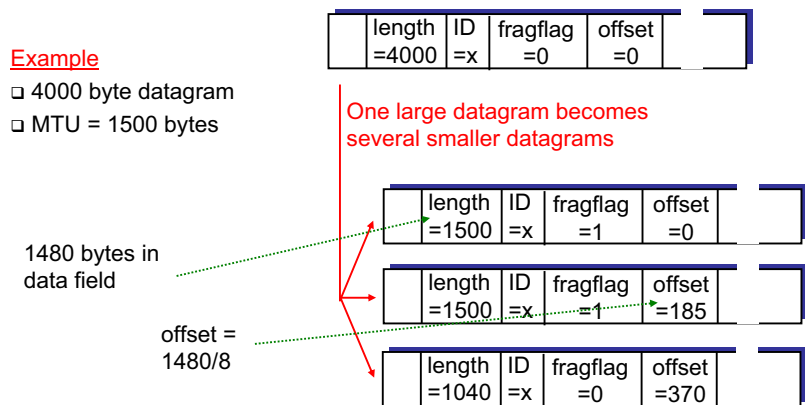 length ID fragflag offset
=4000 =x =0 =0
Example
❑ 4000 byte datagram
❑ MTU = 1500 bytes
One large datagram becomes
several smaller datagrams
length ID fragflag offset
=1500 =x =1 =0
1480 bytes in
data field
length ID fragflag offset
=1500 =x =1 =185
offset =
1480/8
length ID fragflag offset
=1040 =x =0 =370